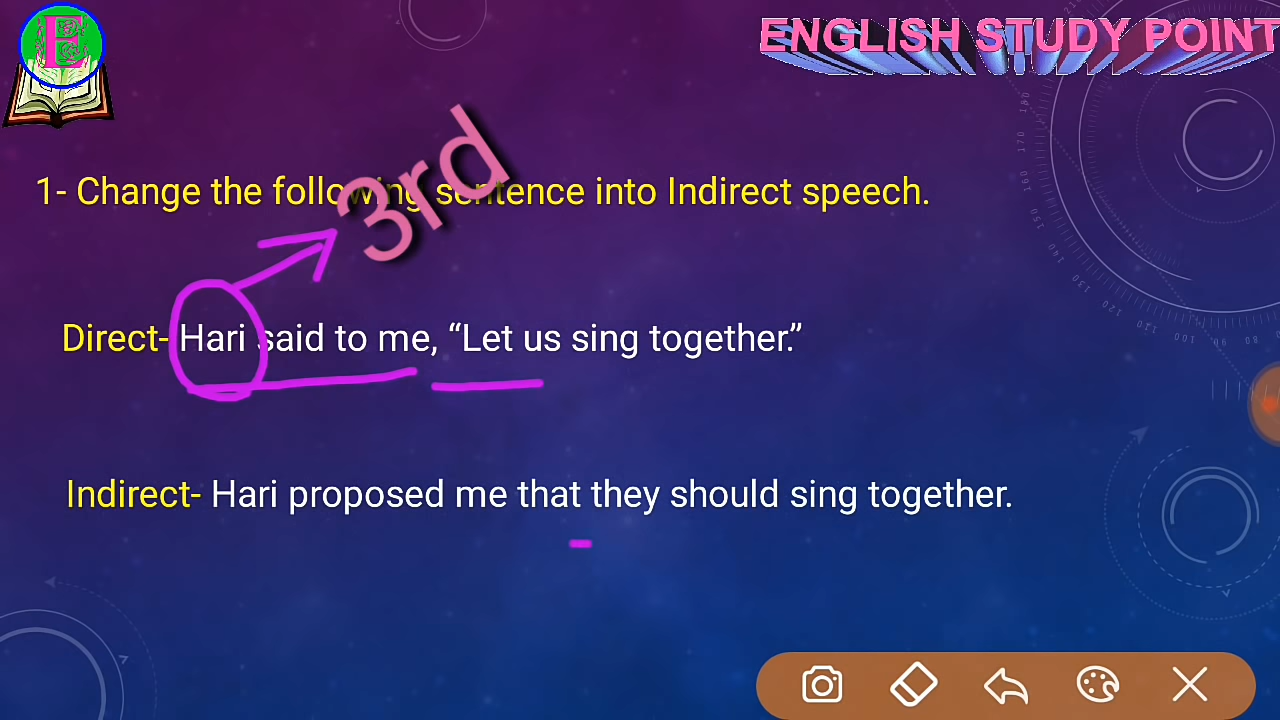 E
ENGLISH STUDY POINT
3rd
1- Change the following sentence into Indirect speech.
Direct- Hari said to me, “Let us sing together.”
Indirect- Hari proposed me that they should sing together.